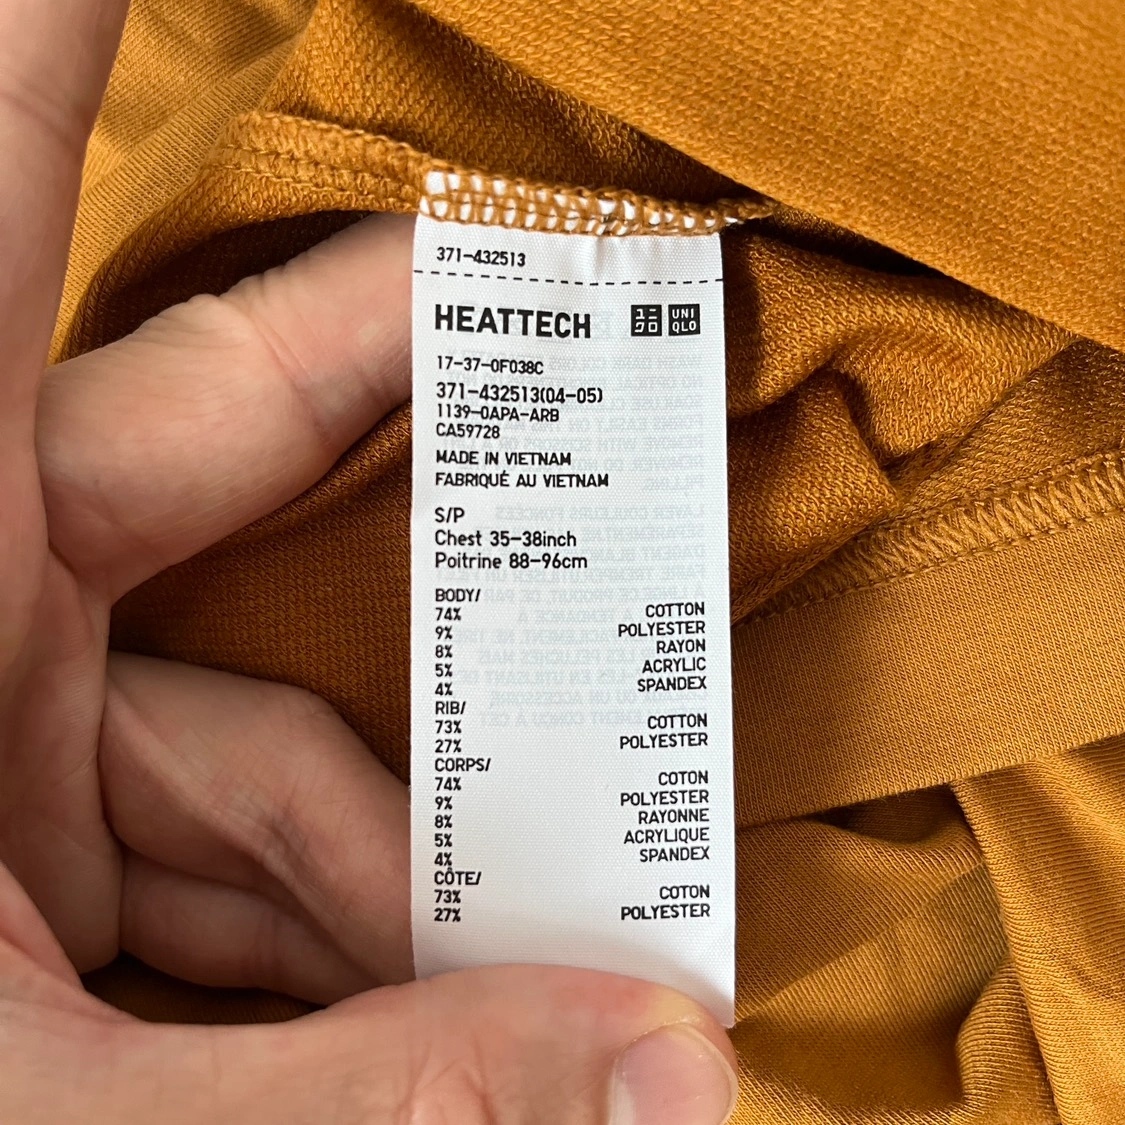 371-432513
HEATTECH ユニクロ UNIQLO
17-37-0F038C
371-432513(04-05)
1139-0APA-ARB
CA59728
MADE IN VIETNAM
FABRIQUÉ AU VIETNAM
S/P
Chest 35-38inch
Poitrine 88-96cm
BODY/
74% COTTON
9% POLYESTER
8% RAYON
5% ACRYLIC
4% SPANDEX
RIB/
73% COTTON
27% POLYESTER
CORPS/
74% COTON
9% POLYESTER
8% RAYONNE
5% ACRYLIQUE
4% SPANDEX
CÔTE/
73% COTON
27% POLYESTER